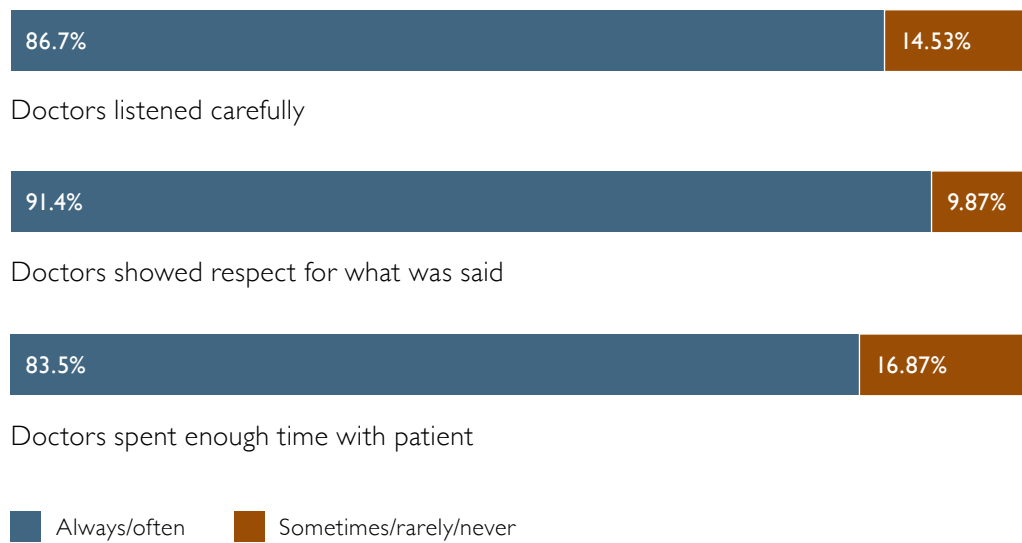 86.7% 14.53%
Doctors listened carefully
91.4% 9.87%
Doctors showed respect for what was said
83.5% 16.87%
Doctors spent enough time with patient
Always/often Sometimes/rarely/never